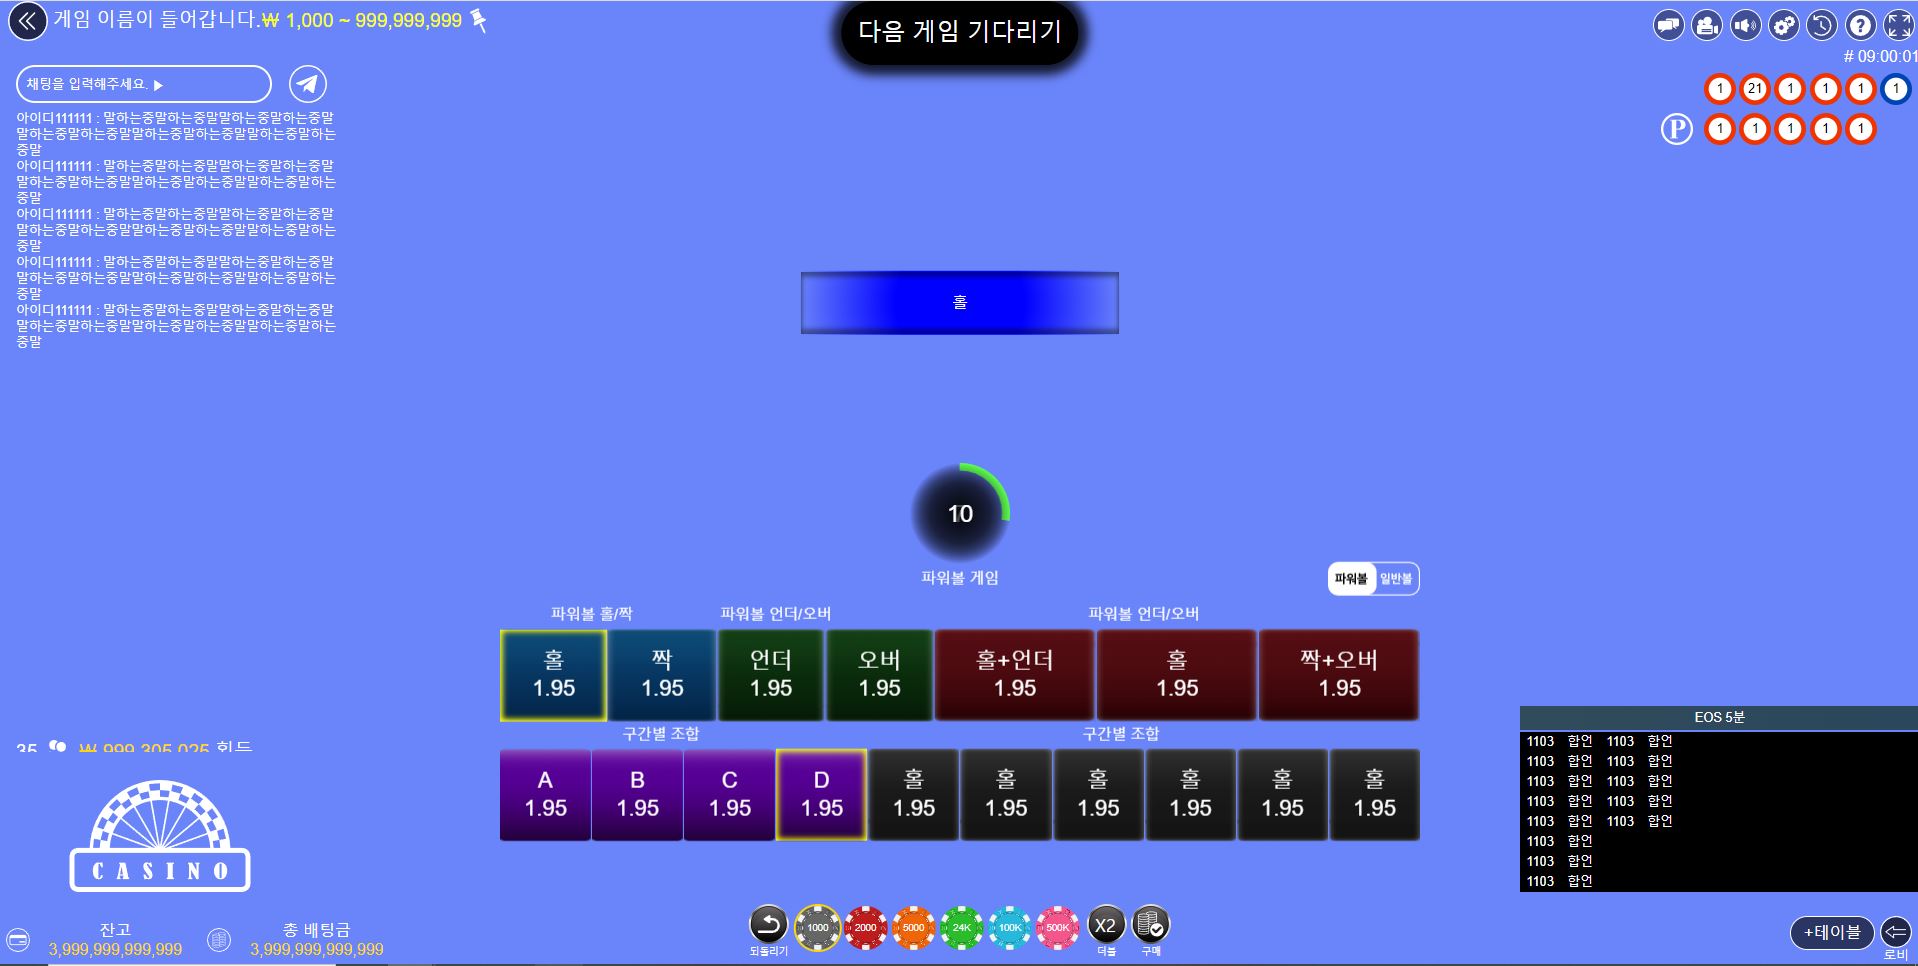 게임 이름이 들어갑니다.₩ 1,000 ~ 999,999,999
다음 게임 기다리기
# 09:00:01
1 21 1 1 1 1
P 1 1 1 1 1
채팅을 입력해주세요.
아이디111111 : 말하는중말하는중말말하는중말하는중말
말하는중말하는중말말하는중말하는중말말하는중말하는
중말
아이디111111 : 말하는중말하는중말말하는중말하는중말
말하는중말하는중말말하는중말하는중말말하는중말하는
중말
아이디111111 : 말하는중말하는중말말하는중말하는중말
말하는중말하는중말말하는중말하는중말말하는중말하는
중말
아이디111111 : 말하는중말하는중말말하는중말하는중말
말하는중말하는중말말하는중말하는중말말하는중말하는
중말
아이디111111 : 말하는중말하는중말말하는중말하는중말
말하는중말하는중말말하는중말하는중말말하는중말하는
중말
홀
10
파워볼 게임
파워볼 일반볼
파워볼 홀/짝 파워볼 언더/오버 파워볼 언더/오버
홀 짝 언더 오버 홀+언더 홀 짝+오버
1.95 1.95 1.95 1.95 1.95 1.95 1.95
구간별 조합 구간별 조합
A B C D 홀 홀 홀 홀 홀 홀
1.95 1.95 1.95 1.95 1.95 1.95 1.95 1.95 1.95 1.95
35 ₩ 999,305,025
CASINO
EOS 5분
1103 합언 1103 합언
1103 합언 1103 합언
1103 합언 1103 합언
1103 합언 1103 합언
1103 합언 1103 합언
1103 합언
1103 합언
1103 합언
잔고 총 배팅금
3,999,999,999,999 3,999,999,999,999
1000 2000 5000 24K 100K 500K X2
되돌리기 더블 구매
+테이블
로비